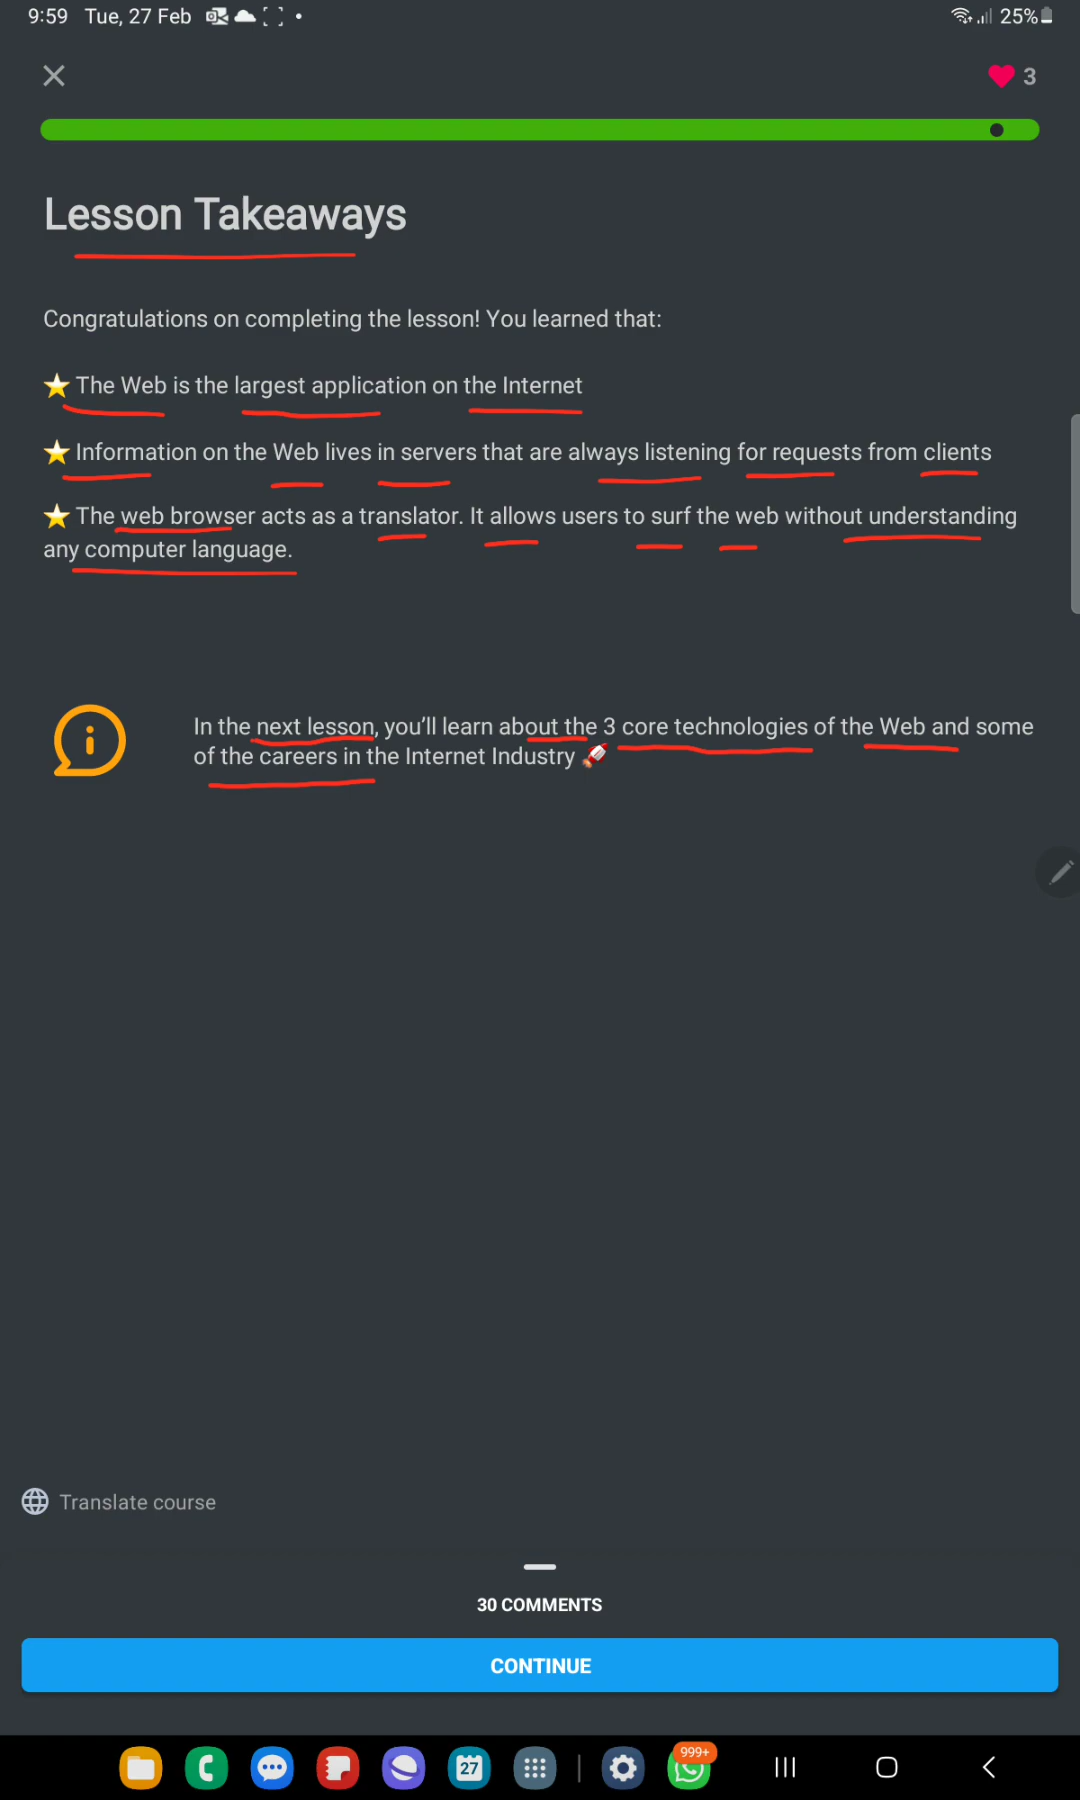 9:59 Tue, 27 Feb
25%
3
Lesson Takeaways
Congratulations on completing the lesson! You learned that:
⭐ The Web is the largest application on the Internet
⭐ Information on the Web lives in servers that are always listening for requests from clients
⭐ The web browser acts as a translator. It allows users to surf the web without understanding
any computer language.
In the next lesson, you’ll learn about the 3 core technologies of the Web and some
of the careers in the Internet Industry 🚀
Translate course
30 COMMENTS
CONTINUE
27
999+